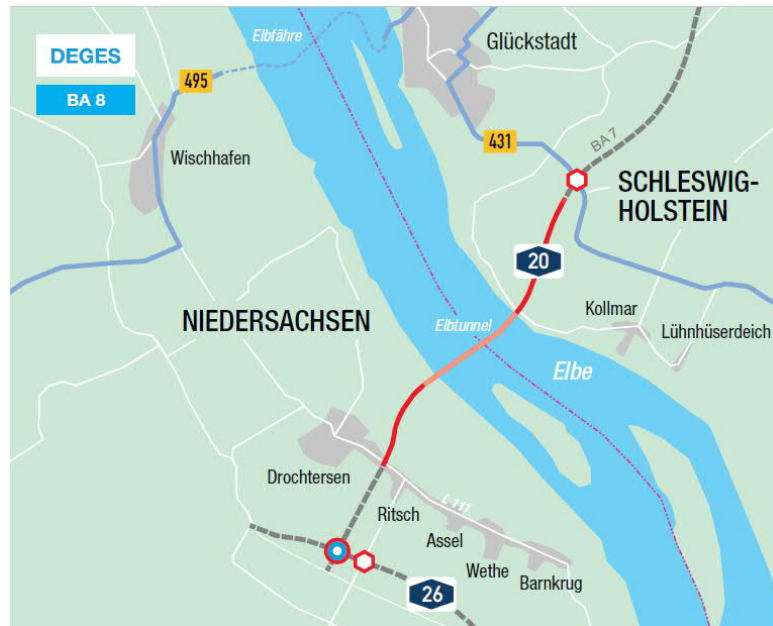 DEGES
BA 8
Elbfähre
Glückstadt
495
Wischhafen
431
BA 7
SCHLESWIG-
HOLSTEIN
20
NIEDERSACHSEN
Elbtunnel
Kollmar
Lühnhüserdeich
Elbe
Drochtersen
L 111
Ritsch
Assel
Wethe
Barnkrug
26